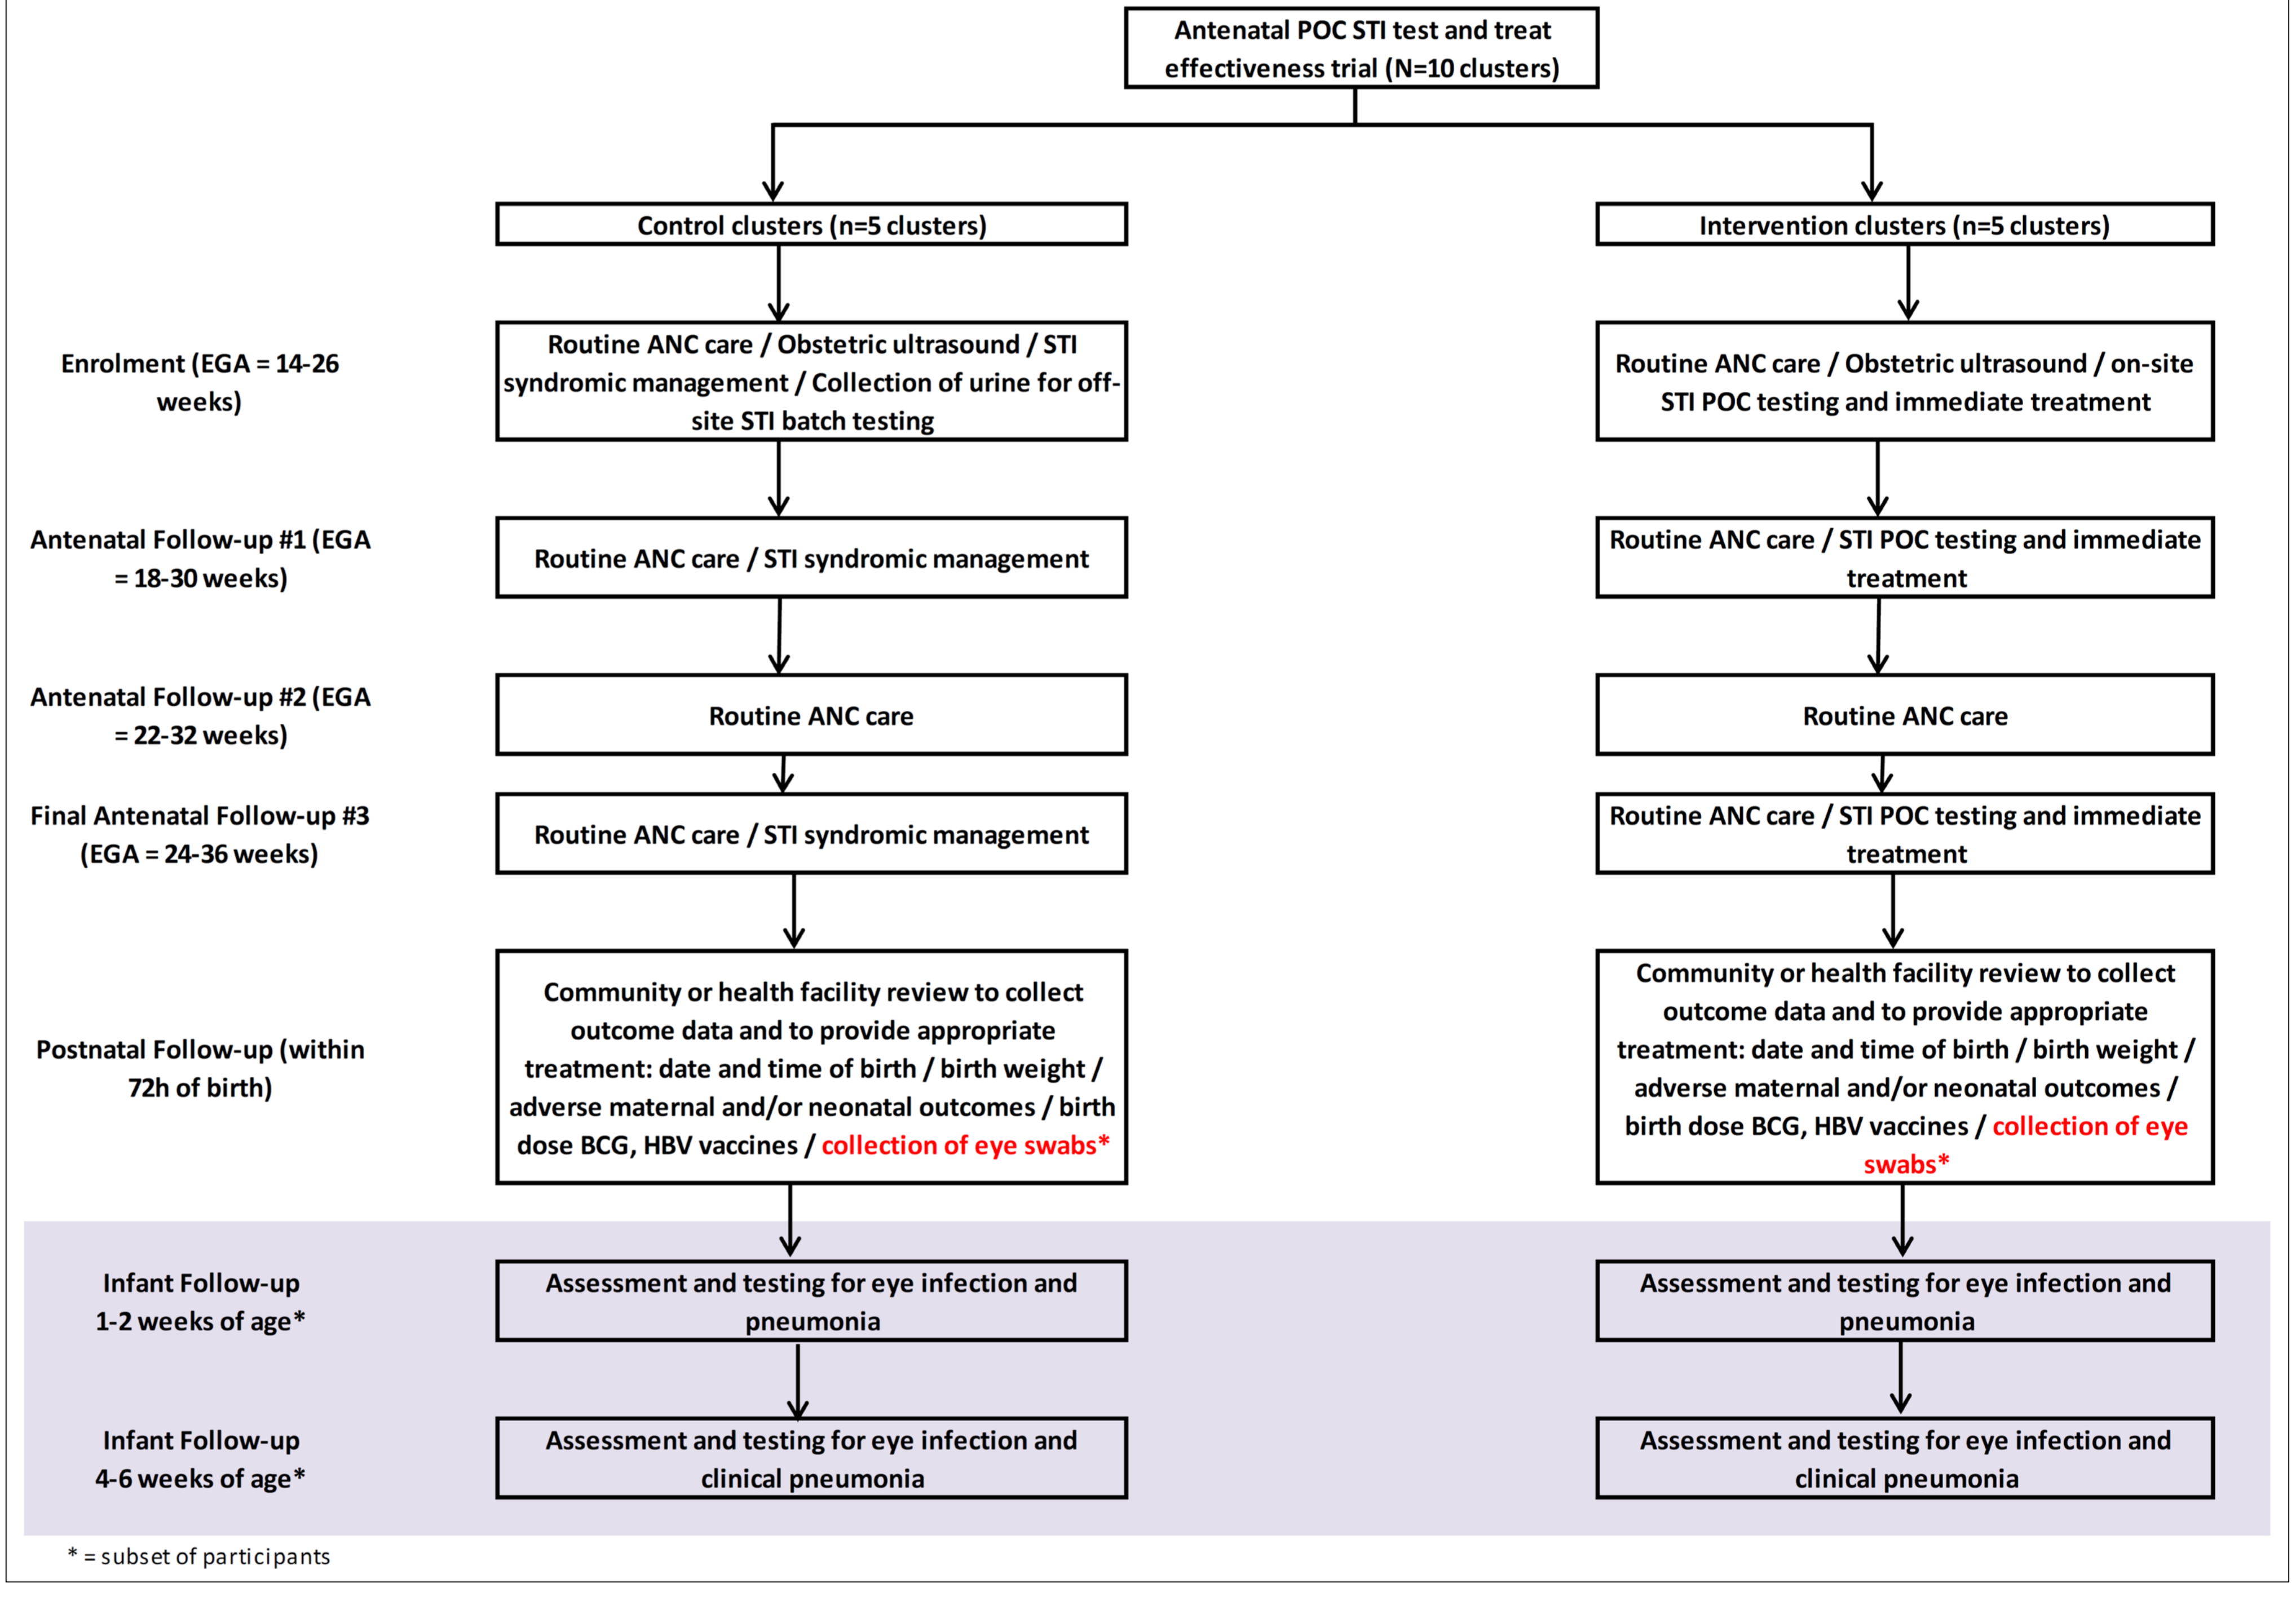 Antenatal POC STI test and treat
effectiveness trial (N=10 clusters)
Control clusters (n=5 clusters)
Intervention clusters (n=5 clusters)
Enrolment (EGA = 14-26
weeks)
Routine ANC care / Obstetric ultrasound / STI
syndromic management / Collection of urine for off-
site STI batch testing
Routine ANC care / Obstetric ultrasound / on-site
STI POC testing and immediate treatment
Antenatal Follow-up #1 (EGA
= 18-30 weeks)
Routine ANC care / STI syndromic management
Routine ANC care / STI POC testing and immediate
treatment
Antenatal Follow-up #2 (EGA
= 22-32 weeks)
Routine ANC care
Routine ANC care
Final Antenatal Follow-up #3
(EGA = 24-36 weeks)
Routine ANC care / STI syndromic management
Routine ANC care / STI POC testing and immediate
treatment
Postnatal Follow-up (within
72h of birth)
Community or health facility review to collect
outcome data and to provide appropriate
treatment: date and time of birth / birth weight /
adverse maternal and/or neonatal outcomes / birth
dose BCG, HBV vaccines / collection of eye swabs*
Community or health facility review to collect
outcome data and to provide appropriate
treatment: date and time of birth / birth weight /
adverse maternal and/or neonatal outcomes /
birth dose BCG, HBV vaccines / collection of eye
swabs*
Infant Follow-up
1-2 weeks of age*
Assessment and testing for eye infection and
pneumonia
Assessment and testing for eye infection and
pneumonia
Infant Follow-up
4-6 weeks of age*
Assessment and testing for eye infection and
clinical pneumonia
Assessment and testing for eye infection and
clinical pneumonia
* = subset of participants